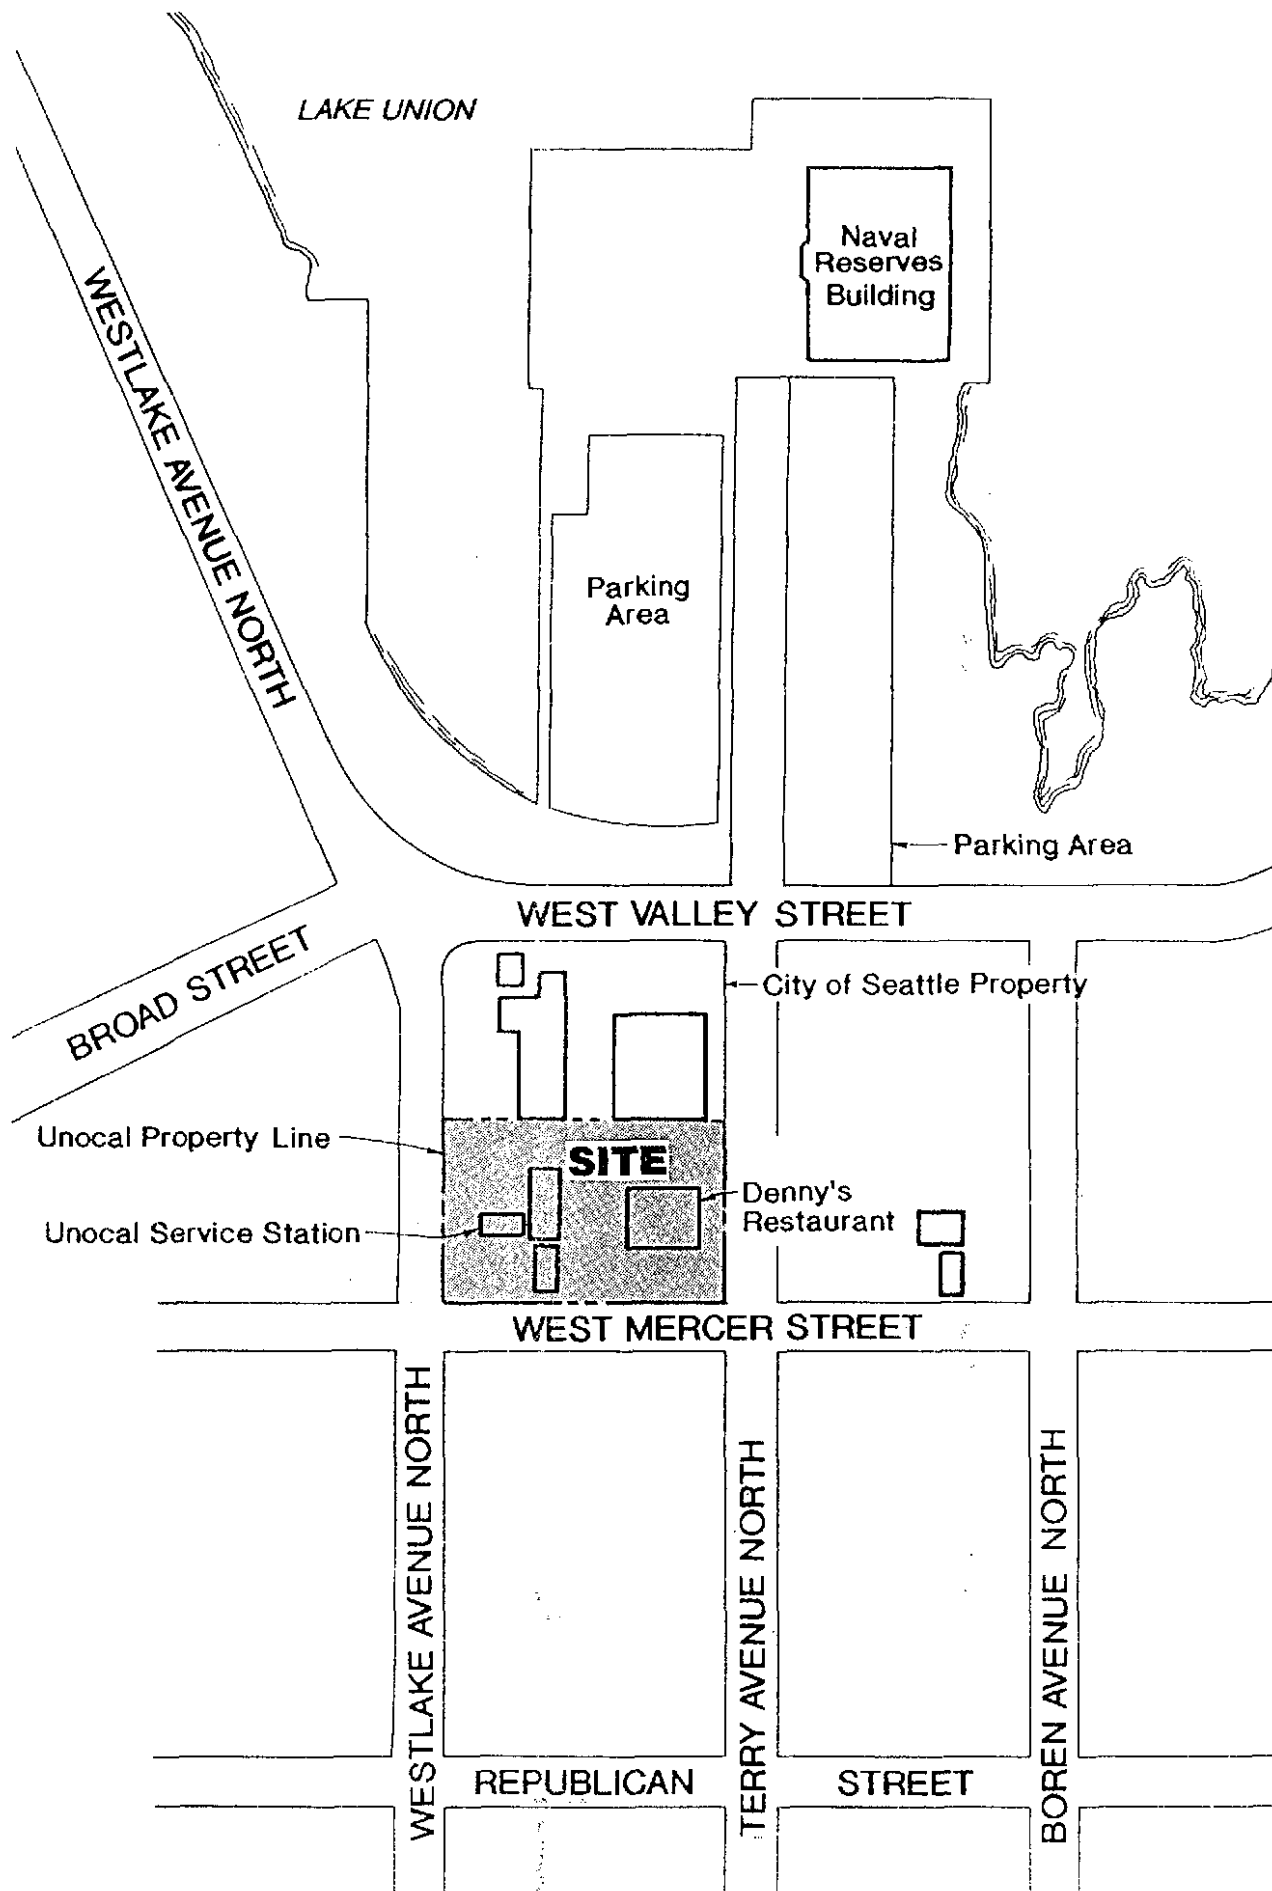 LAKE UNION
Naval
Reserves
Building
WESTLAKE AVENUE NORTH
Parking
Area
Parking Area
WEST VALLEY STREET
BROAD STREET
City of Seattle Property
Unocal Property Line
SITE
Denny's
Restaurant
Unocal Service Station
WEST MERCER STREET
WESTLAKE AVENUE NORTH
TERRY AVENUE NORTH
BOREN AVENUE NORTH
REPUBLICAN STREET